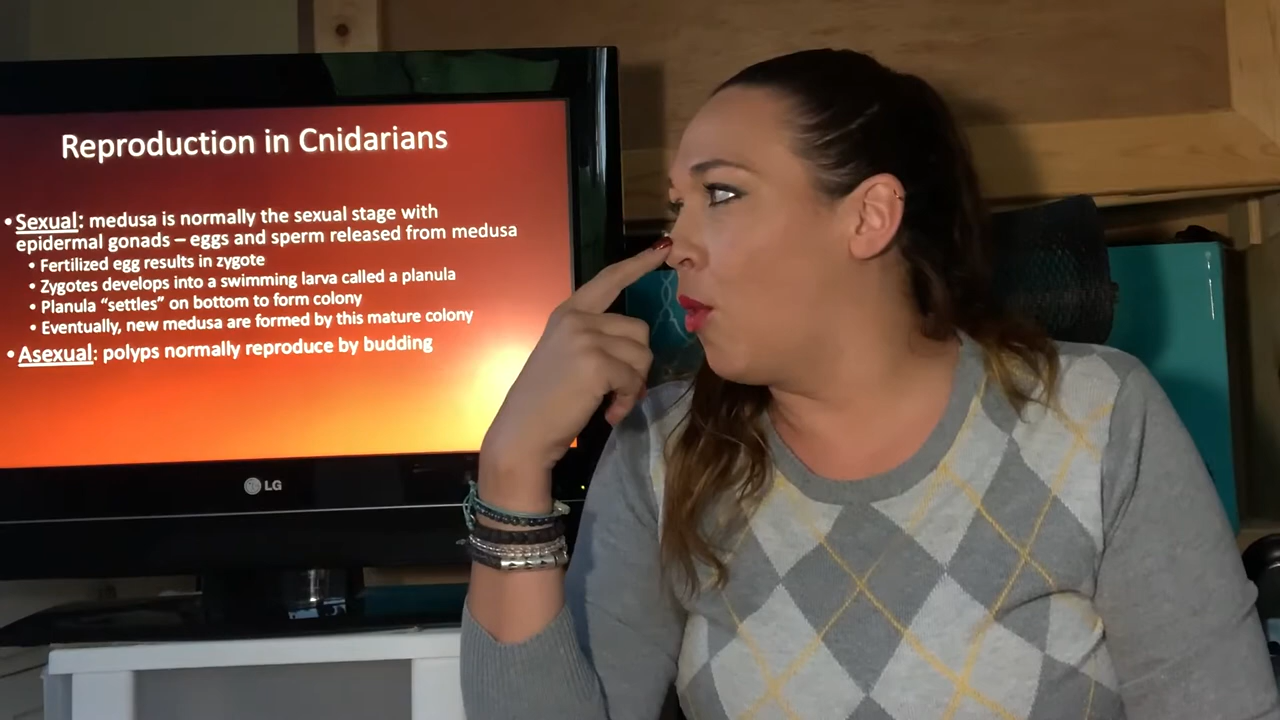 Reproduction in Cnidarians
• Sexual: medusa is normally the sexual stage with
epidermal gonads – eggs and sperm released from medusa
• Fertilized egg results in zygote
• Zygotes develop into a swimming larva called a planula
• Planula “settles” on bottom to form colony
• Eventually, new medusa are formed by this mature colony
• Asexual: polyps normally reproduce by budding
LG